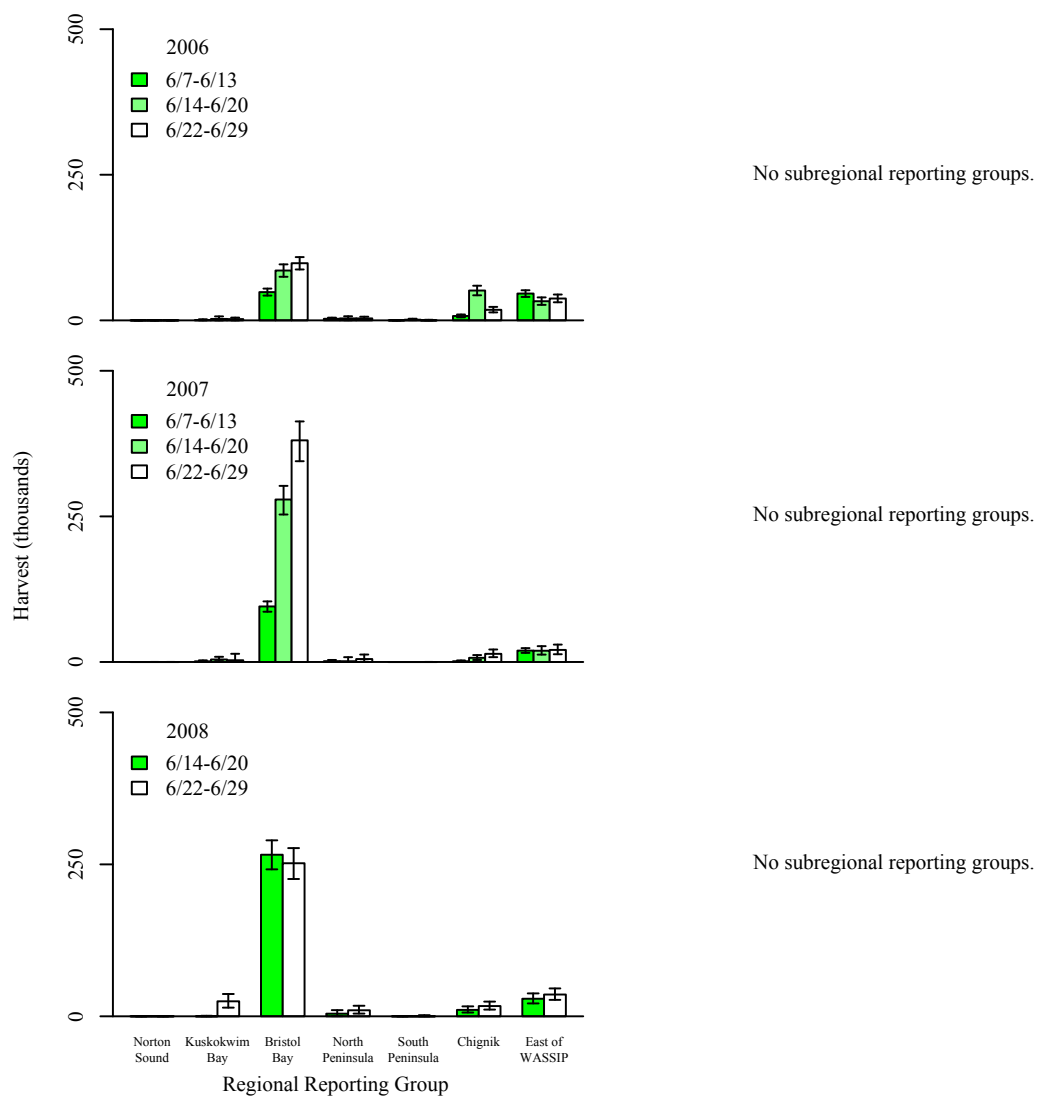 500
2006
6/7-6/13
6/14-6/20
6/22-6/29
250
No subregional reporting groups.
0
500
2007
6/7-6/13
6/14-6/20
6/22-6/29
Harvest (thousands)
250
No subregional reporting groups.
0
500
2008
6/14-6/20
6/22-6/29
250
No subregional reporting groups.
0
Norton Kuskokwim Bristol North South Chignik East of
Sound Bay Bay Peninsula Peninsula WASSIP
Regional Reporting Group